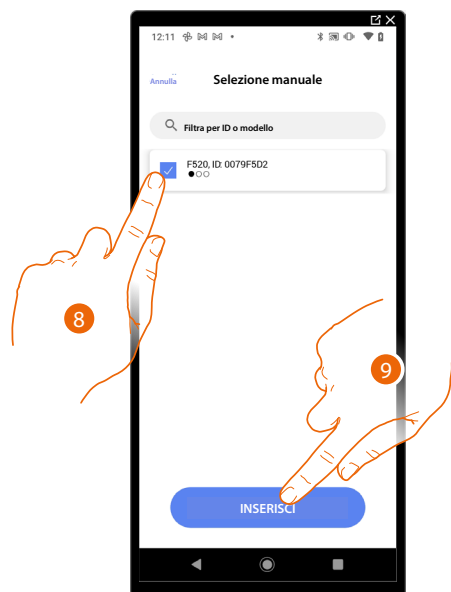 12:11
Annulla
Selezione manuale
Filtra per ID o modello
F520, ID: 0079F5D2
8
9
INSERISCI